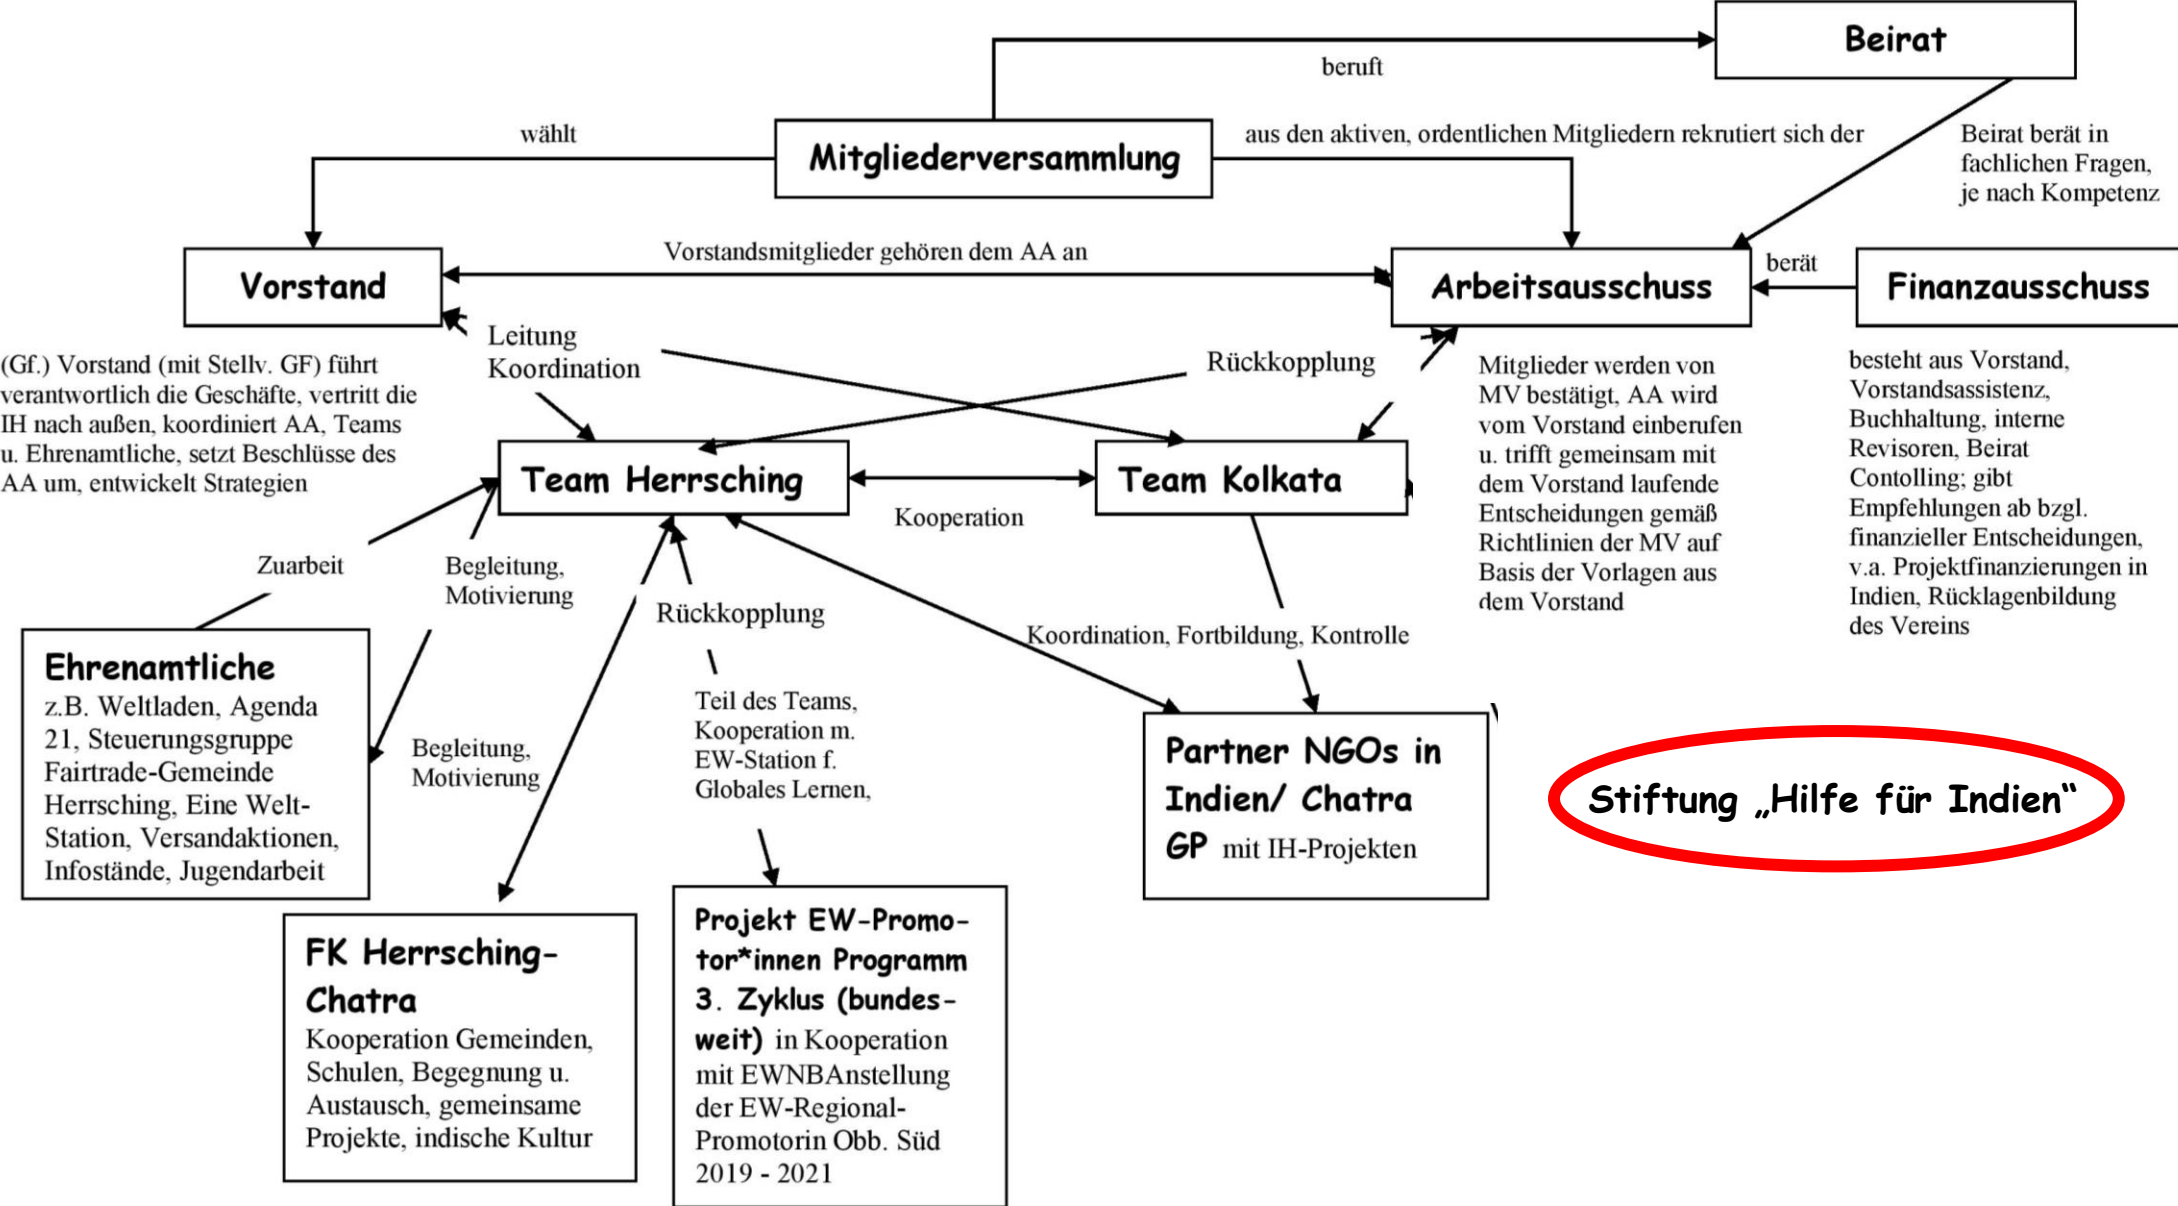 Beirat
beruft
wählt
Mitgliederversammlung
aus den aktiven, ordentlichen Mitgliedern rekrutiert sich der
Beirat berät in
fachlichen Fragen,
je nach Kompetenz
Vorstandsmitglieder gehören dem AA an
Vorstand
Arbeitsausschuss
berät
Finanzausschuss
Leitung
Koordination
Rückkopplung
(Gf.) Vorstand (mit Stellv. GF) führt
verantwortlich die Geschäfte, vertritt die
IH nach außen, koordiniert AA, Teams
u. Ehrenamtliche, setzt Beschlüsse des
AA um, entwickelt Strategien
Mitglieder werden von
MV bestätigt, AA wird
vom Vorstand einberufen
u. trifft gemeinsam mit
dem Vorstand laufende
Entscheidungen gemäß
Richtlinien der MV auf
Basis der Vorlagen aus
dem Vorstand
besteht aus Vorstand,
Vorstandsassistenz,
Buchhaltung, interne
Revisoren, Beirat
Contolling; gibt
Empfehlungen ab bzgl.
finanzieller Entscheidungen,
v.a. Projektfinanzierungen in
Indien, Rücklagenbildung
des Vereins
Team Herrsching
Team Kolkata
Kooperation
Zuarbeit
Begleitung,
Motivierung
Rückkopplung
Koordination, Fortbildung, Kontrolle
Ehrenamtliche
z.B. Weltladen, Agenda
21, Steuerungsgruppe
Fairtrade-Gemeinde
Herrsching, Eine Welt-
Station, Versandaktionen,
Infostände, Jugendarbeit
Begleitung,
Motivierung
Teil des Teams,
Kooperation m.
EW-Station f.
Globales Lernen,
Partner NGOs in
Indien/ Chatra
GP mit IH-Projekten
Stiftung „Hilfe für Indien“
FK Herrsching-
Chatra
Kooperation Gemeinden,
Schulen, Begegnung u.
Austausch, gemeinsame
Projekte, indische Kultur
Projekt EW-Promo-
tor*innen Programm
3. Zyklus (bundes-
weit) in Kooperation
mit EWNBAnstellung
der EW-Regional-
Promotorin Obb. Süd
2019 - 2021